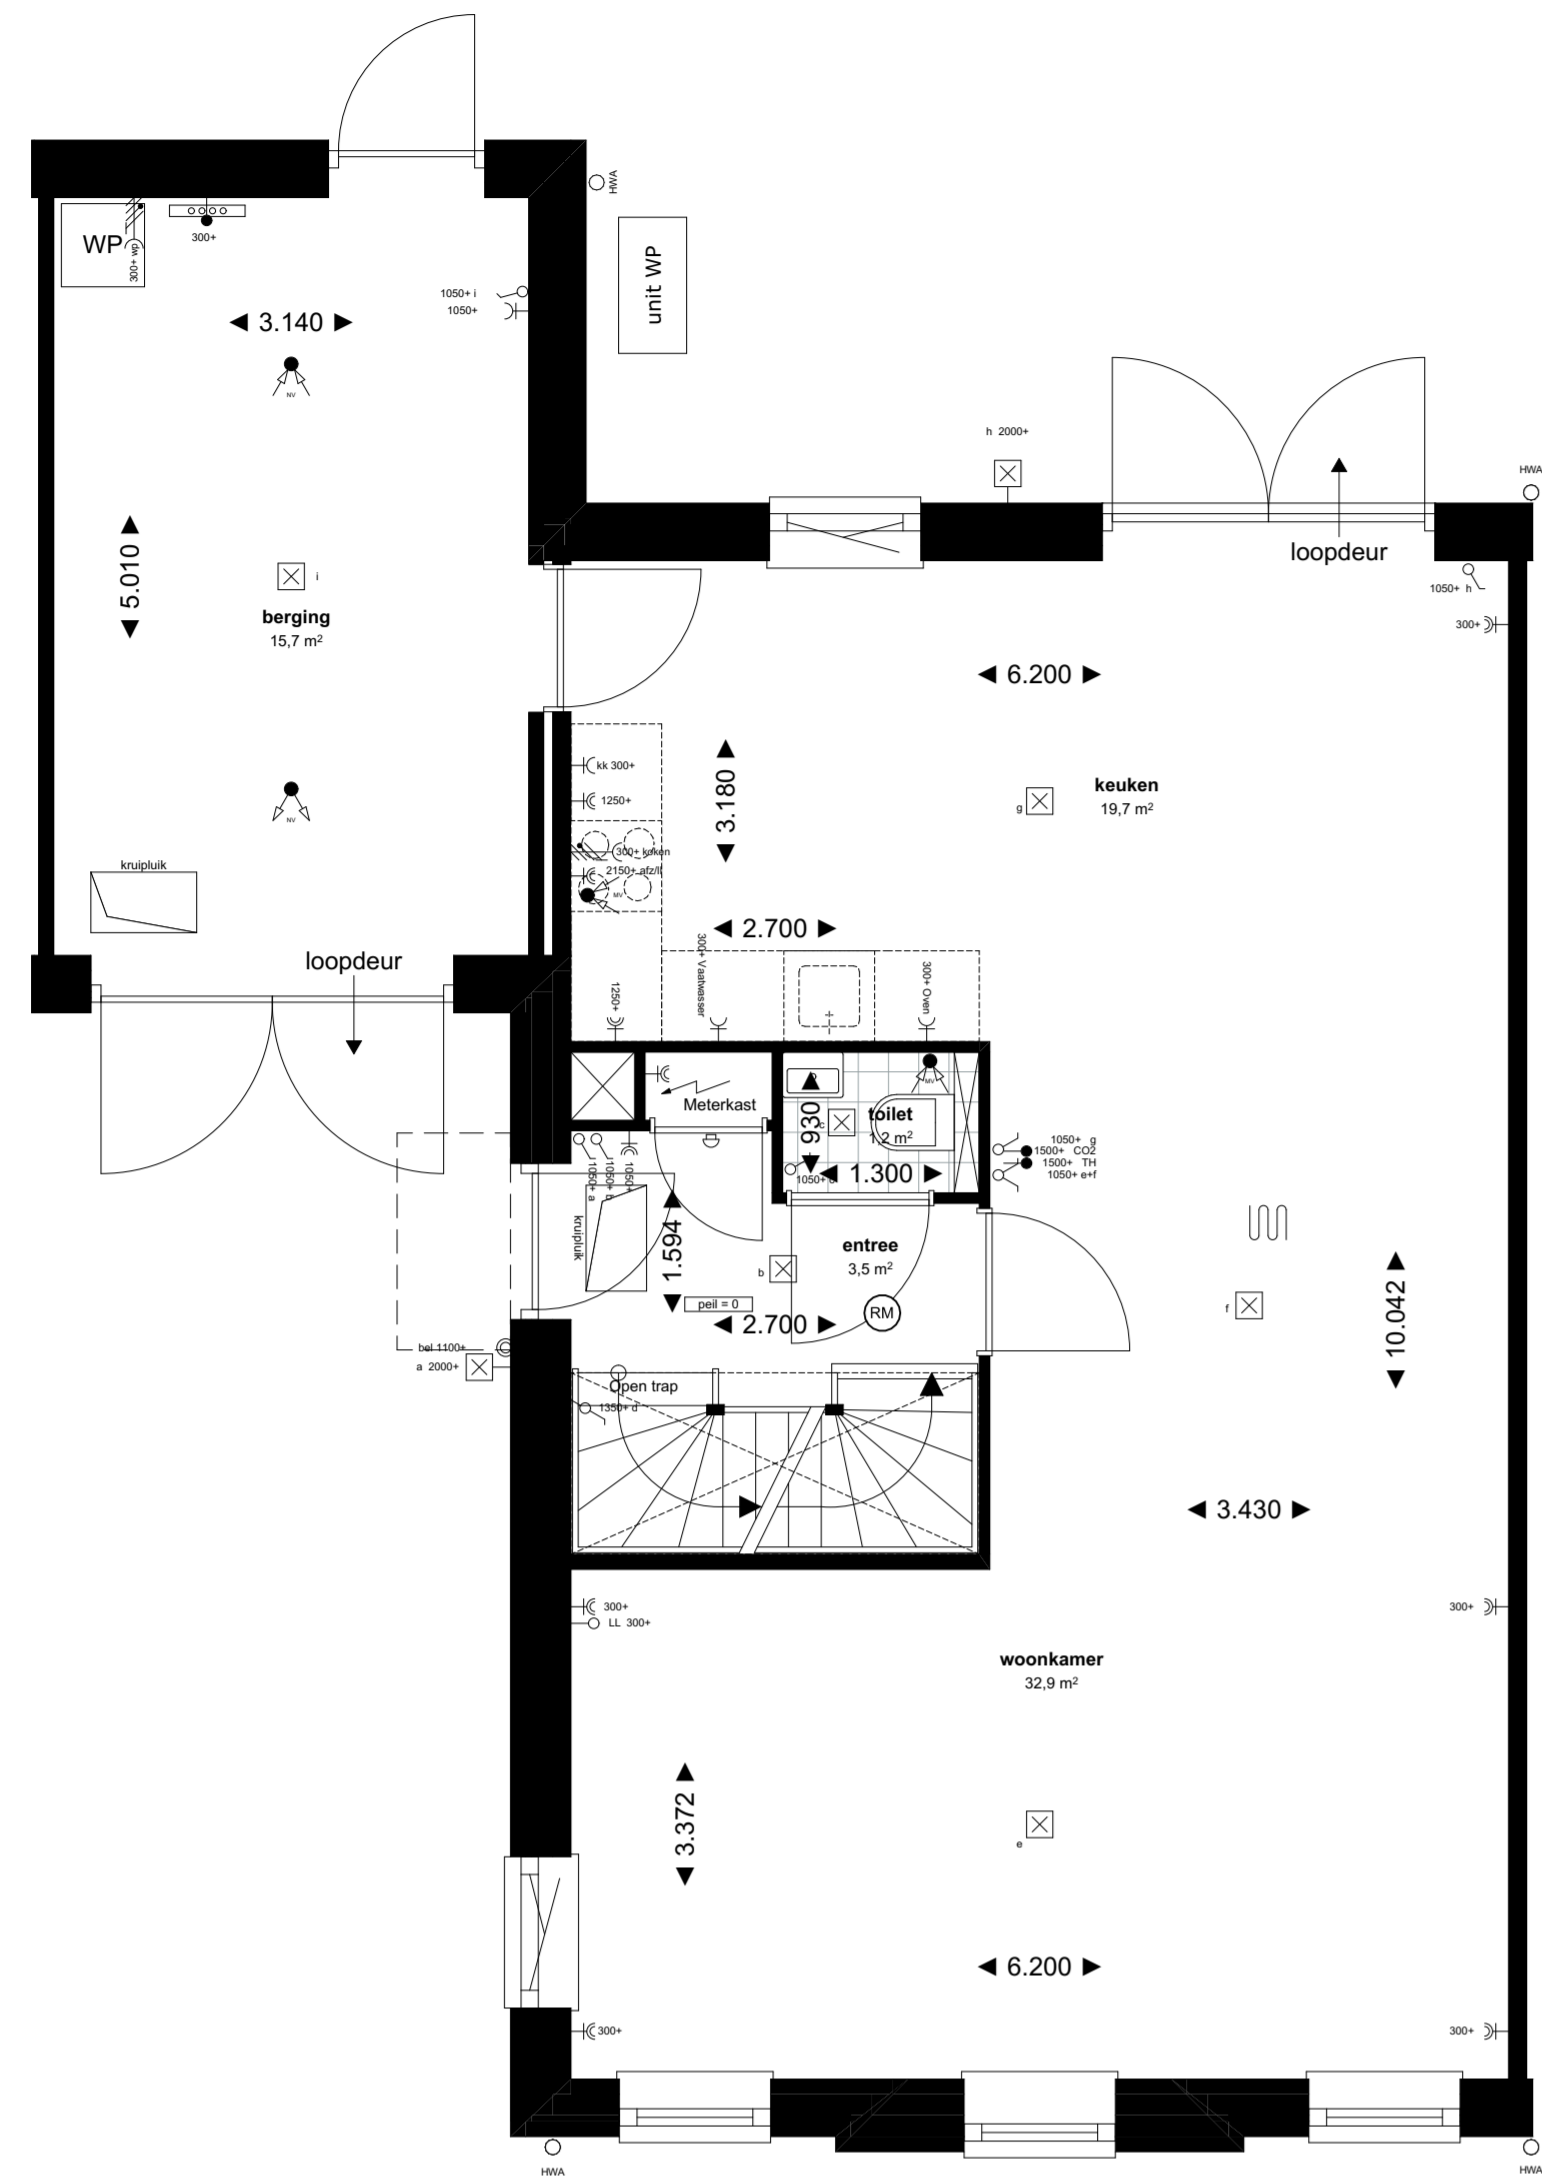 HWA
WP
300+ wp
300+
unit WP
1050+ i
1050+
3.140
NV
h 2000+
HWA
loopdeur
5.010
i
berging
15,7 m²
1050+ h
300+
6.200
kk 300+
1250+
3.180
keuken
19,7 m²
g
NV
300+ koken
2150+ afz/
MV
kruipluik
2.700
loopdeur
1250+
300+ Vaatwasser
300+ Oven
Meterkast
MV
930
c
toilet
1,2 m²
1.300
1050+ c
1050+ g
1500+ CO2
1500+ TH
1050+ e+f
1050+ a
1050+ b
1050+
kruipluik
1.594
entree
3,5 m²
b
peil = 0
RM
2.700
f
10.042
bel 1100+
a 2000+
Open trap
1350+ d
3.430
300+
LL 300+
300+
woonkamer
32,9 m²
3.372
e
6.200
300+
300+
HWA
HWA